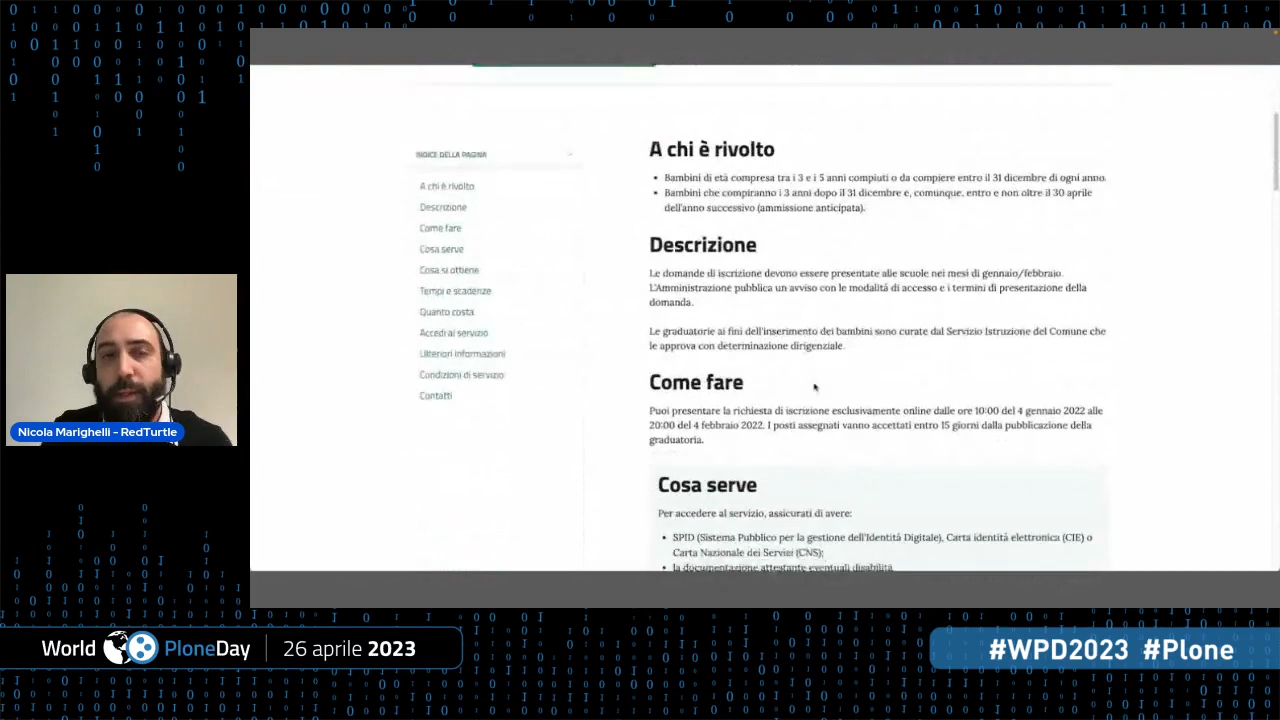 INDICE DELLA PAGINA
A chi è rivolto
Descrizione
Come fare
Cosa serve
Cosa si ottiene
Tempi e scadenze
Quanto costa
Accedi al servizio
Ulteriori informazioni
Condizioni di servizio
Contatti
A chi è rivolto
• Bambini di età compresa tra i 3 e i 5 anni compiuti o da compiere entro il 31 dicembre di ogni anno.
• Bambini che compiranno i 3 anni dopo il 31 dicembre e, comunque, entro e non oltre il 30 aprile
dell'anno successivo (ammissione anticipata).
Descrizione
Le domande di iscrizione devono essere presentate alle scuole nei mesi di gennaio/febbraio.
L'Amministrazione pubblica un avviso con le modalità di accesso e i termini di presentazione della
domanda.
Le graduatorie ai fini dell'inserimento dei bambini sono curate dal Servizio Istruzione del Comune che
le approva con determinazione dirigenziale.
Come fare
Puoi presentare la richiesta di iscrizione esclusivamente online dalle ore 10:00 del 4 gennaio 2022 alle
20:00 del 4 febbraio 2022. I posti assegnati vanno accettati entro 15 giorni dalla pubblicazione della
graduatoria.
Cosa serve
Per accedere al servizio, assicurati di avere:
• SPID (Sistema Pubblico per la gestione dell'Identità Digitale), Carta identità elettronica (CIE) o
Carta Nazionale dei Servizi (CNS);
• la documentazione attestante eventuali disabilità
Nicola Marighelli - RedTurtle
World PloneDay | 26 aprile 2023
#WPD2023 #Plone